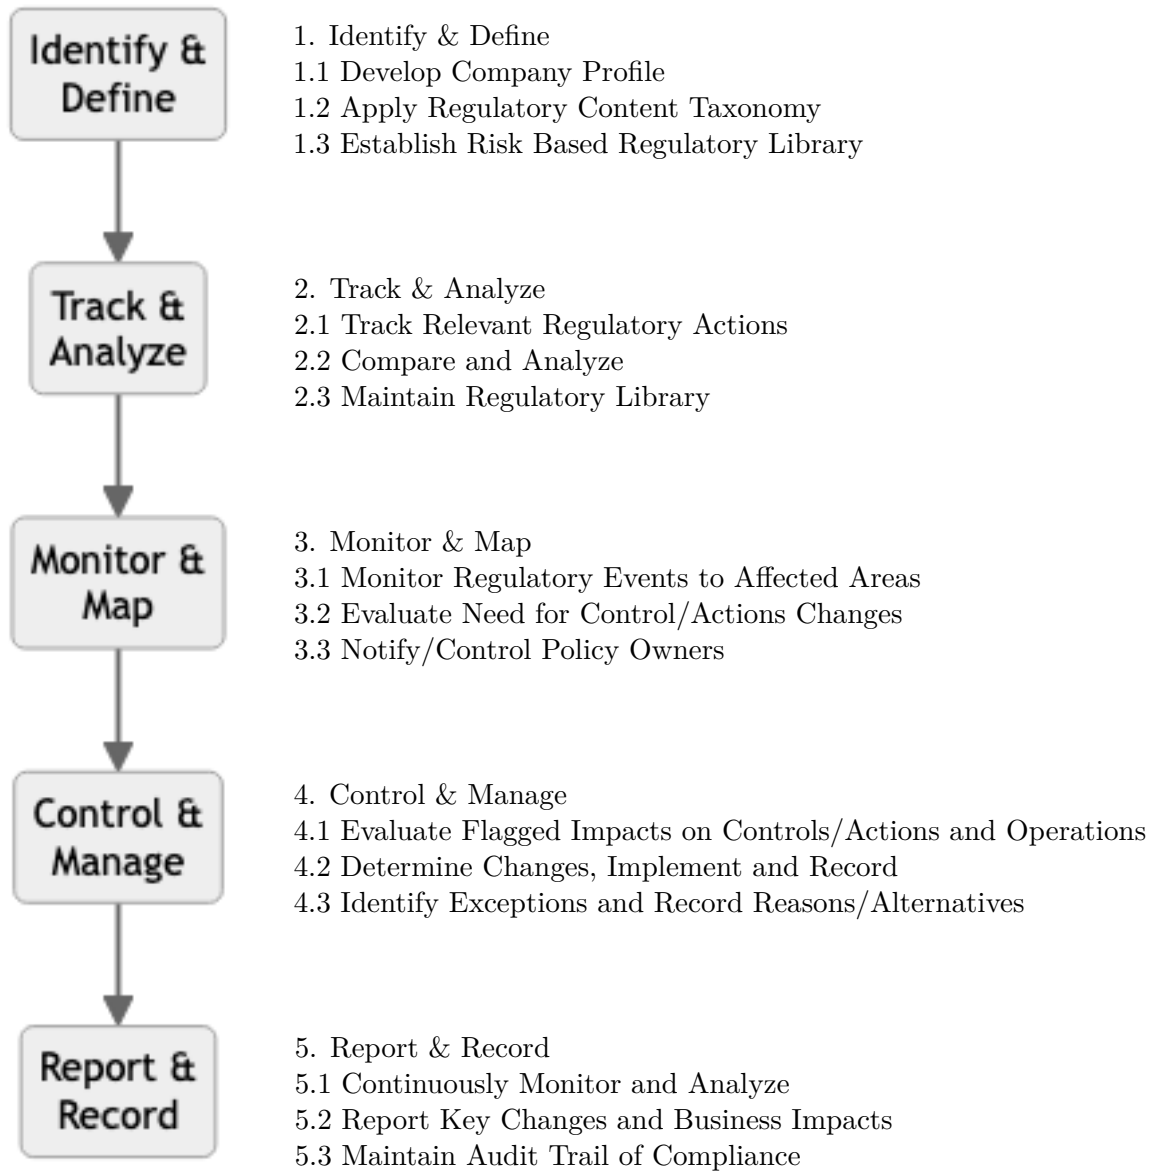 Identify &
Define
1. Identify & Define
1.1 Develop Company Profile
1.2 Apply Regulatory Content Taxonomy
1.3 Establish Risk Based Regulatory Library
Track &
Analyze
2. Track & Analyze
2.1 Track Relevant Regulatory Actions
2.2 Compare and Analyze
2.3 Maintain Regulatory Library
Monitor &
Map
3. Monitor & Map
3.1 Monitor Regulatory Events to Affected Areas
3.2 Evaluate Need for Control/Actions Changes
3.3 Notify/Control Policy Owners
Control &
Manage
4. Control & Manage
4.1 Evaluate Flagged Impacts on Controls/Actions and Operations
4.2 Determine Changes, Implement and Record
4.3 Identify Exceptions and Record Reasons/Alternatives
Report &
Record
5. Report & Record
5.1 Continuously Monitor and Analyze
5.2 Report Key Changes and Business Impacts
5.3 Maintain Audit Trail of Compliance